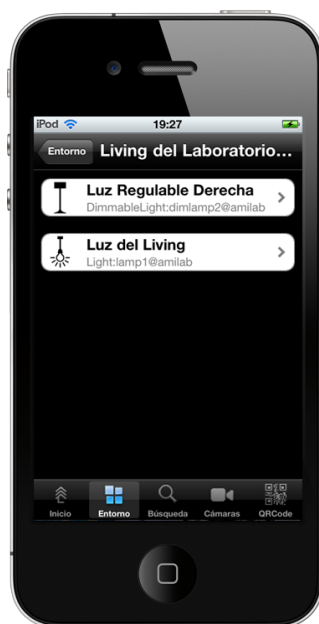 iPod 19:27
Entorno Living del Laboratorio...
Luz Regulable Derecha
DimmableLight:dimlamp2@amilab
Luz del Living
Light:lamp1@amilab
Inicio Entorno Búsqueda Cámaras QRCode